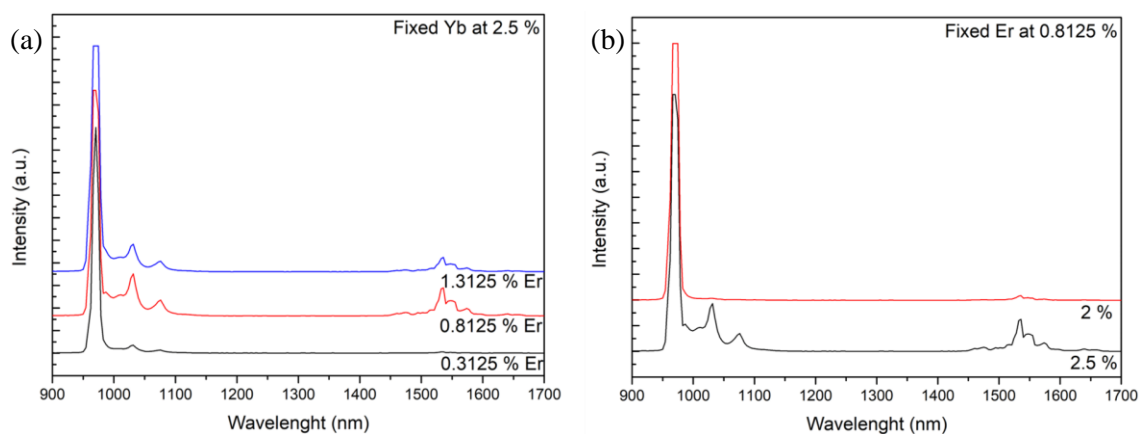 (a)
Fixed Yb at 2.5 %
Intensity (a.u.)
1.3125 % Er
0.8125 % Er
0.3125 % Er
900 1000 1100 1200 1300 1400 1500 1600 1700
Wavelenght (nm)
(b)
Fixed Er at 0.8125 %
Intensity (a.u.)
2 %
2.5 %
900 1000 1100 1200 1300 1400 1500 1600 1700
Wavelenght (nm)